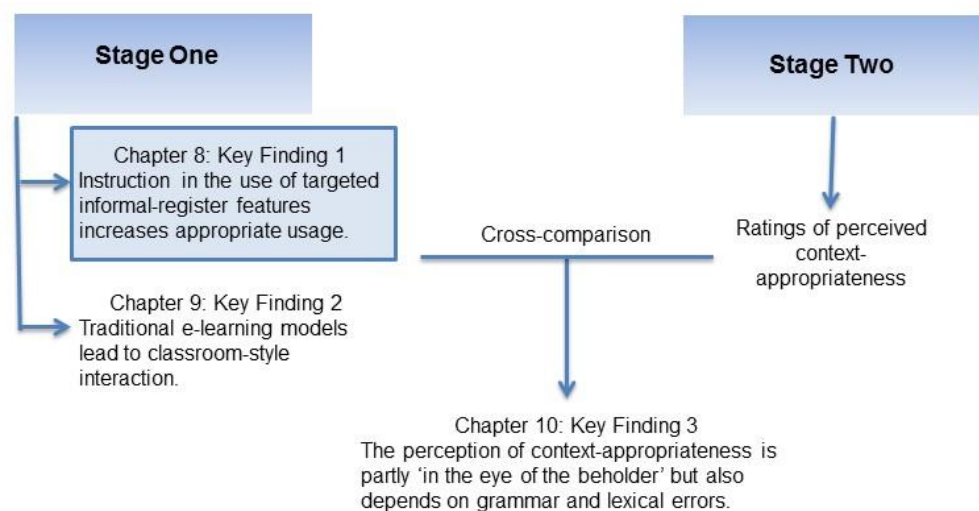 Stage One
Stage Two
Chapter 8: Key Finding 1
Instruction in the use of targeted
informal-register features
increases appropriate usage.
Cross-comparison
Ratings of perceived
context-
appropriateness
Chapter 9: Key Finding 2
Traditional e-learning models
lead to classroom-style
interaction.
Chapter 10: Key Finding 3
The perception of context-appropriateness is
partly ‘in the eye of the beholder’ but also
depends on grammar and lexical errors.